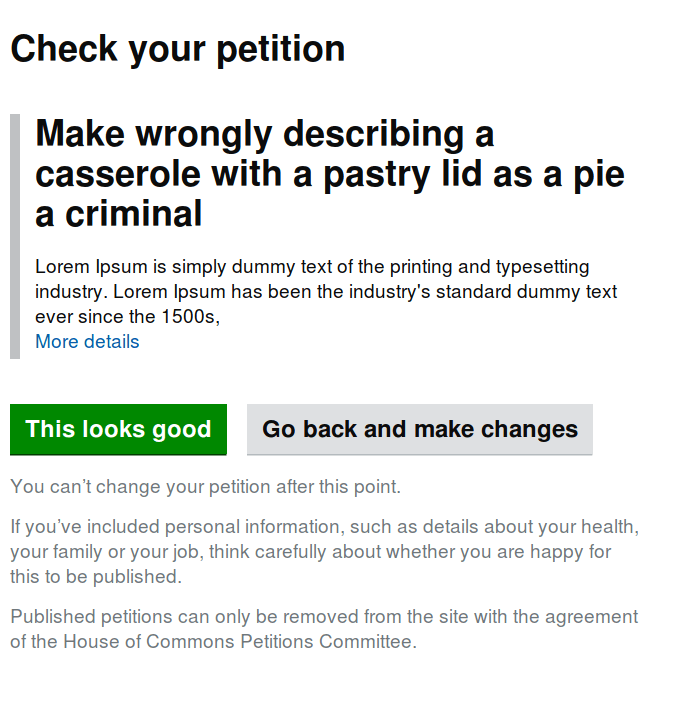 Check your petition
Make wrongly describing a
casserole with a pastry lid as a pie
a criminal
Lorem Ipsum is simply dummy text of the printing and typesetting
industry. Lorem Ipsum has been the industry's standard dummy text
ever since the 1500s,
More details
This looks good
Go back and make changes
You can’t change your petition after this point.
If you’ve included personal information, such as details about your health,
your family or your job, think carefully about whether you are happy for
this to be published.
Published petitions can only be removed from the site with the agreement
of the House of Commons Petitions Committee.